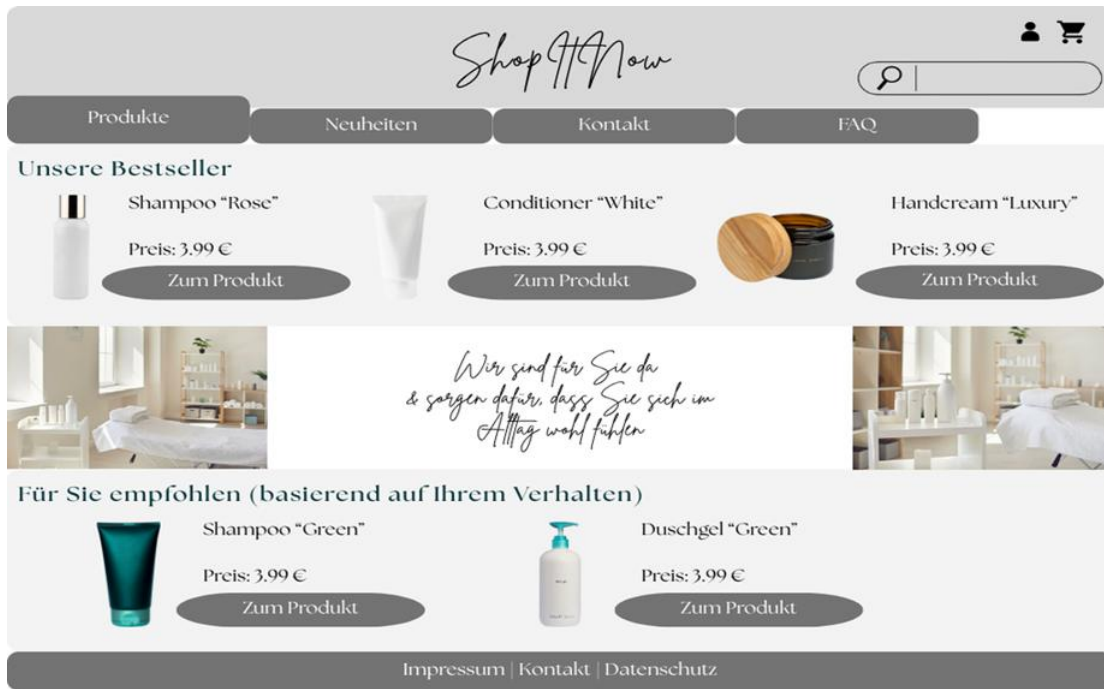 ShopItNow
Produkte
Neuheiten
Kontakt
FAQ
Unsere Bestseller
Shampoo “Rose”
Preis: 3.99 €
Zum Produkt
Conditioner “White”
Preis: 3.99 €
Zum Produkt
Handcream “Luxury”
Preis: 3.99 €
Zum Produkt
Wir sind für Sie da
& sorgen dafür, dass Sie sich im
Alltag wohl fühlen
Für Sie empfohlen (basierend auf Ihrem Verhalten)
Shampoo “Green”
Preis: 3.99 €
Zum Produkt
Duschgel “Green”
Preis: 3.99 €
Zum Produkt
Impressum | Kontakt | Datenschutz